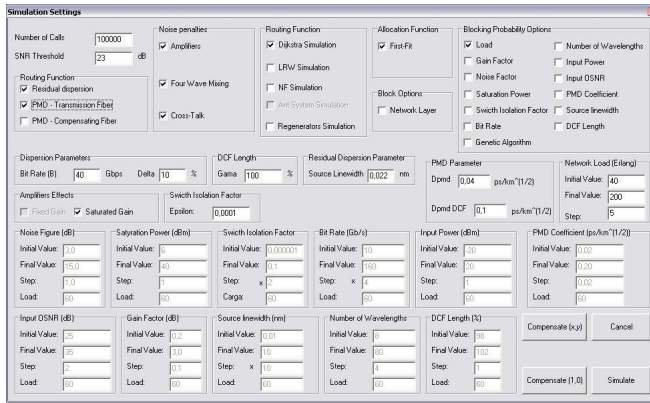 Simulation Settings
Number of Calls 100000
SNR Threshold 23 dB
Routing Function
Residual dispersion
PMD - Transmission Fiber
PMD - Compensating Fiber
Noise penalties
Amplifiers
Four Wave Mixing
Cross-Talk
Routing Function
Dijkstra Simulation
LRW Simulation
NF Simulation
Ant System Simulation
Regenerators Simulation
Allocation Function
First-Fit
Block Options
Network Layer
Blocking Probability Options
Load
Gain Factor
Noise Factor
Saturation Power
Swicth Isolation Factor
Bit Rate
Genetic Algorithm
Number of Wavelengths
Input Power
Input OSNR
PMD Coefficient
Source linewidth
DCF Length
Dispersion Parameters
Bit Rate (B) 40 Gbps Delta 10 %
DCF Length
Gama 100 %
Residual Dispersion Parameter
Source Linewidth 0,022 nm
PMD Parameter
Dpmd 0,04 ps/km^(1/2)
Dpmd DCF 0,1 ps/km^(1/2)
Network Load (Erlang)
Initial Value: 40
Final Value: 200
Step: 5
Amplifiers Effects
Fixed Gain Saturated Gain
Swicth Isolation Factor
Epsilon: 0,0001
Noise Figure (dB)
Initial Value: 3,0
Final Value: 15,0
Step: 1,0
Load: 60
Satyration Power (dBm)
Initial Value: 6
Final Value: 40
Step: 1
Load: 60
Swicth Isolation Factor
Initial Value: 0,000001
Final Value: 0,1
Step: x 2
Carga: 60
Bit Rate (Gb/s)
Initial Value: 10
Final Value: 160
Step: x 4
Load: 60
Input Power (dBm)
Initial Value: -20
Final Value: 20
Step: 1
Load: 60
PMD Coefficient (ps/km^(1/2))
Initial Value: 0,02
Final Value: 0,20
Step: 0,02
Load: 60
Input OSNR (dB)
Initial Value: 25
Final Value: 35
Step: 2
Load: 60
Gain Factor (dB)
Initial Value: 0,2
Final Value: 3,0
Step: 0,1
Load: 60
Source linewidth (nm)
Initial Value: 0,01
Final Value: 10
Step: x 10
Load: 60
Number of Wavelengths
Initial Value: 8
Final Value: 80
Step: 4
Load: 60
DCF Length (%)
Initial Value: 98
Final Value: 102
Step: 1
Load: 60
Compensate (x,y)
Cancel
Compensate (1,0)
Simulate